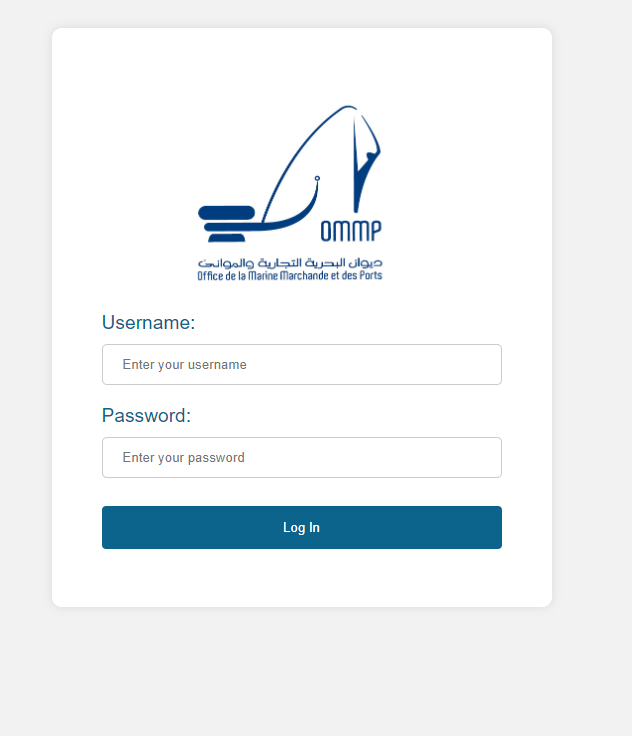 OMMP
ديوان البحرية التجارية والموانئ
Office de la Marine Marchande et des Ports
Username:
Enter your username
Password:
Enter your password
Log In